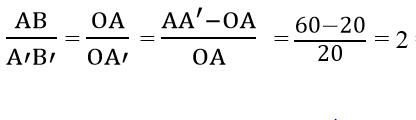 AB/A′B′ = OA/OA′ = (AA′−OA)/OA = (60−20)/20 = 2